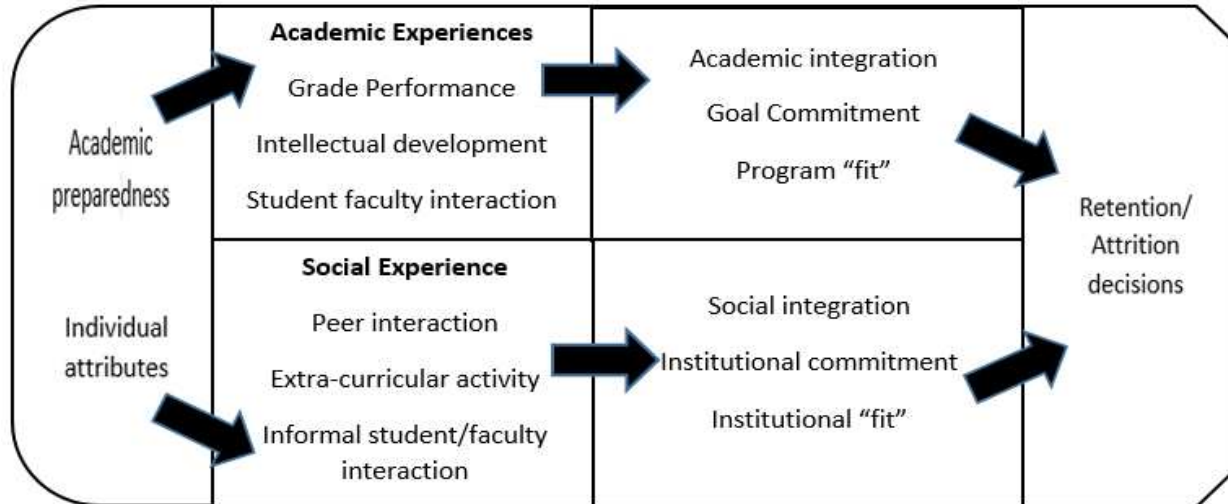 Academic
preparedness
Individual
attributes
Academic Experiences
Grade Performance
Intellectual development
Student faculty interaction
Social Experience
Peer interaction
Extra-curricular activity
Informal student/faculty
interaction
Academic integration
Goal Commitment
Program “fit”
Social integration
Institutional commitment
Institutional “fit”
Retention/
Attrition
decisions